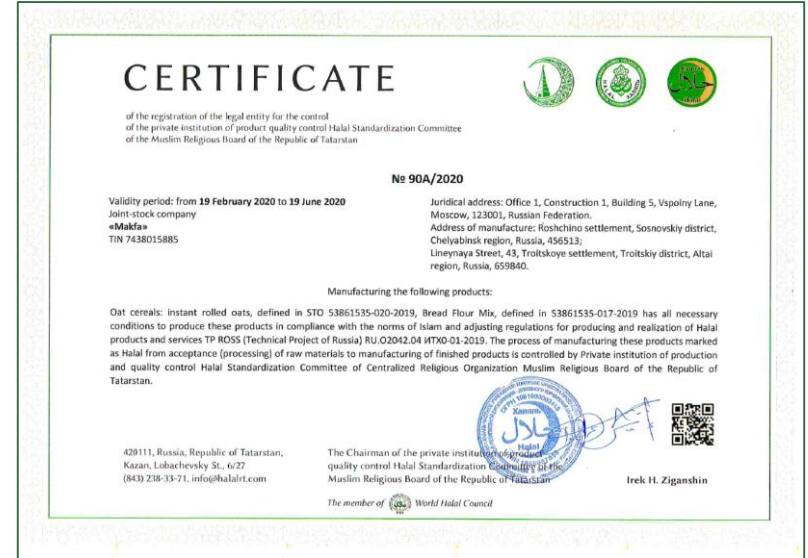 CERTIFICATE
of the registration of the legal entity for the control
of the private institution of product quality control Halal Standardization Committee
of the Muslim Religious Board of the Republic of Tatarstan
№ 90A/2020
Validity period: from 19 February 2020 to 19 June 2020
Joint-stock company
«Makfa»
TIN 7438015885
Juridical address: Office 1, Construction 1, Building 5, Vspolny Lane,
Moscow, 123001, Russian Federation.
Address of manufacture: Roshchino settlement, Sosnovskiy district,
Chelyabinsk region, Russia, 456513;
Lineynaya Street, 43, Troitskoye settlement, Troitskiy district, Altai
region, Russia, 659840.
Manufacturing the following products:
Oat cereals: instant rolled oats, defined in STO 53861535-020-2019, Bread Flour Mix, defined in 53861535-017-2019 has all necessary
conditions to produce these products in compliance with the norms of Islam and adjusting regulations for producing and realization of Halal
products and services TP ROSS (Technical Project of Russia) RU.O2042.04 ИТХ0-01-2019. The process of manufacturing these products marked
as Halal from acceptance (processing) of raw materials to manufacturing of finished products is controlled by Private institution of production
and quality control Halal Standardization Committee of Centralized Religious Organization Muslim Religious Board of the Republic of
Tatarstan.
Халяль
حلال
Halal
420111, Russia, Republic of Tatarstan,
Kazan, Lobachevsky St., 6/27
(843) 238-33-71, info@halalrt.com
The Chairman of the private institution of product
quality control Halal Standardization Committee of the
Muslim Religious Board of the Republic of Tatarstan
Irek H. Ziganshin
The member of World Halal Council